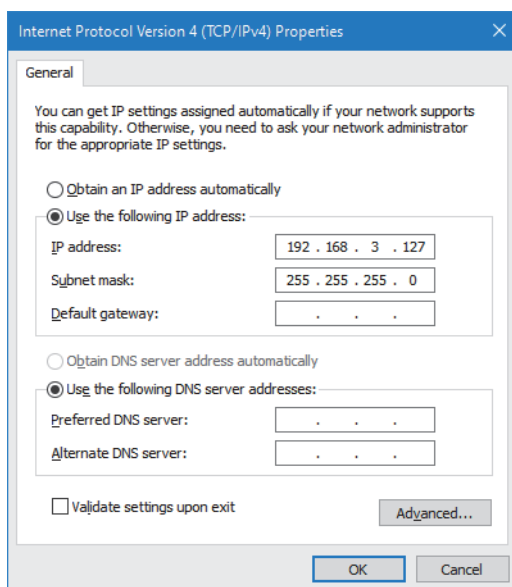 Internet Protocol Version 4 (TCP/IPv4) Properties
General
You can get IP settings assigned automatically if your network supports
this capability. Otherwise, you need to ask your network administrator
for the appropriate IP settings.
Obtain an IP address automatically
Use the following IP address:
IP address: 192 . 168 . 3 . 127
Subnet mask: 255 . 255 . 255 . 0
Default gateway: . . .
Obtain DNS server address automatically
Use the following DNS server addresses:
Preferred DNS server: . . .
Alternate DNS server: . . .
Validate settings upon exit
Advanced...
OK Cancel